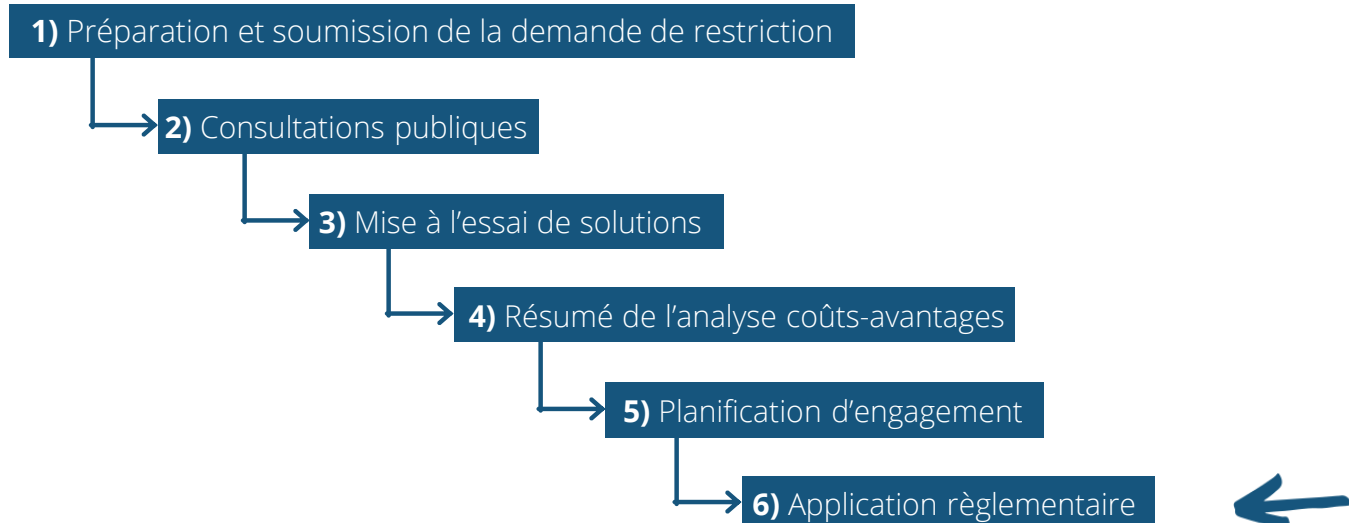 1) Préparation et soumission de la demande de restriction
2) Consultations publiques
3) Mise à l’essai de solutions
4) Résumé de l’analyse coûts-avantages
5) Planification d’engagement
6) Application règlementaire